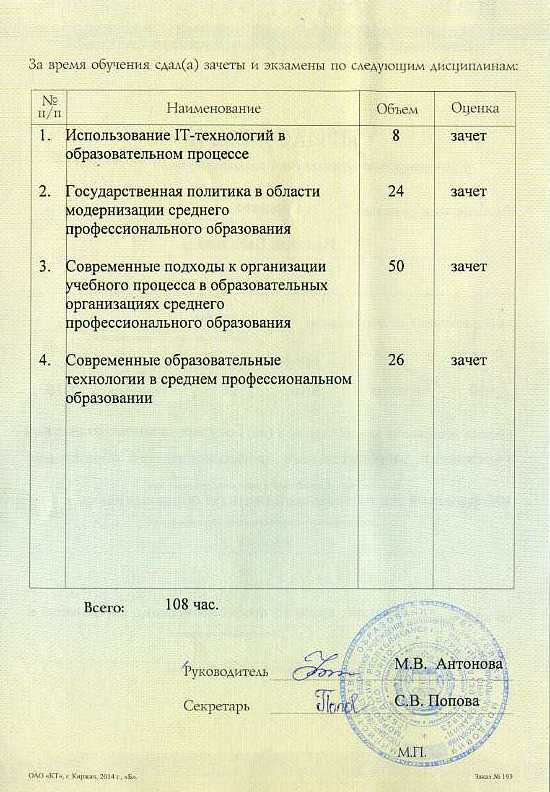 За время обучения сдал(а) зачеты и экзамены по следующим дисциплинам:
№ п/п Наименование Объем Оценка
1. Использование IT-технологий в 8 зачет
образовательном процессе
2. Государственная политика в области 24 зачет
модернизации среднего
профессионального образования
3. Современные подходы к организации 50 зачет
учебного процесса в образовательных
организациях среднего
профессионального образования
4. Современные образовательные 26 зачет
технологии в среднем профессиональном
образовании
Всего: 108 час.
Руководитель М.В. Антонова
Секретарь С.В. Попова
М.П.
ОАО «КТ», г. Киржач, 2014 г., «Б». Заказ № 193